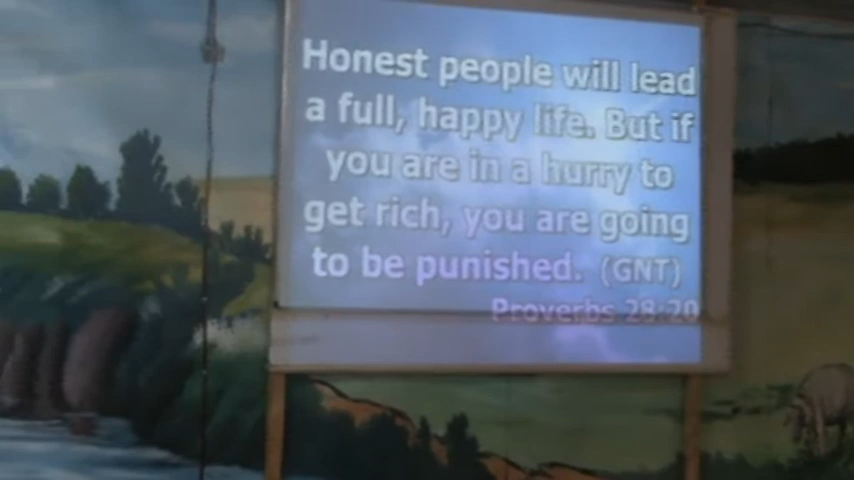 Honest people will lead
a full, happy life. But if
you are in a hurry to
get rich, you are going
to be punished. (GNT)
Proverbs 28:20